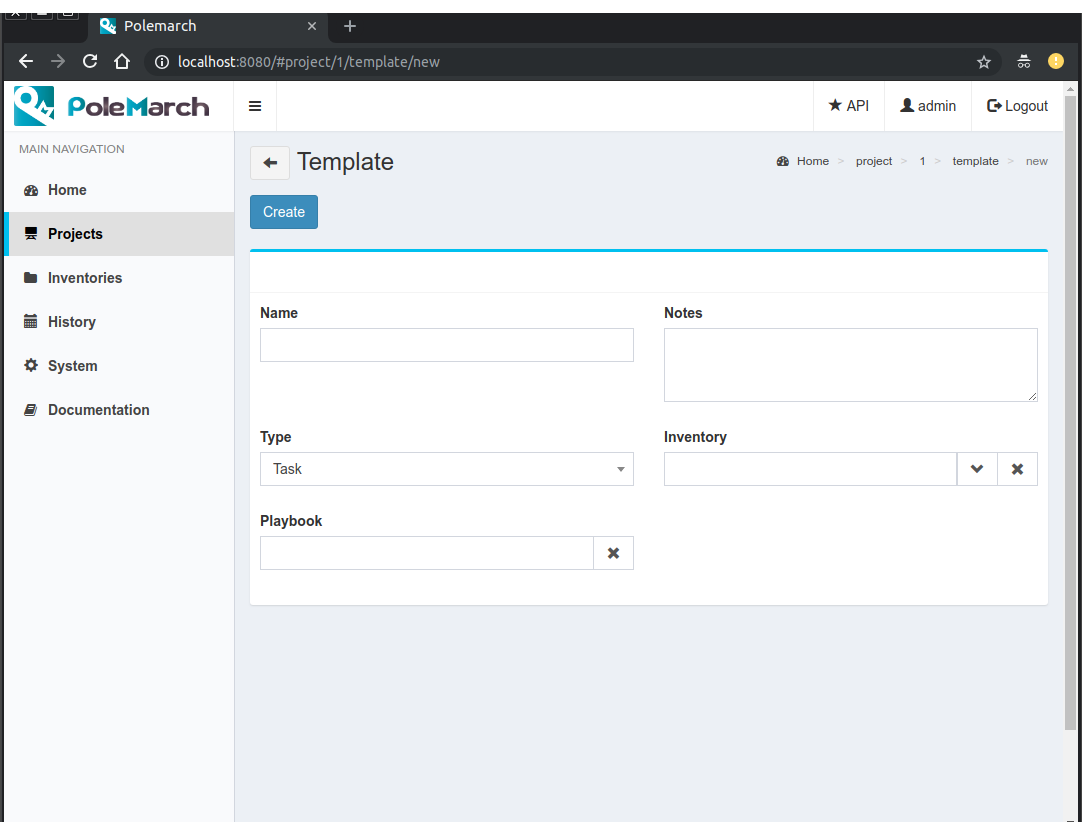 Polemarch
localhost:8080/#project/1/template/new
PoleMarch
API
admin
Logout
MAIN NAVIGATION
Home
Projects
Inventories
History
System
Documentation
Template
Home > project > 1 > template > new
Create
Name
Notes
Type
Task
Inventory
Playbook